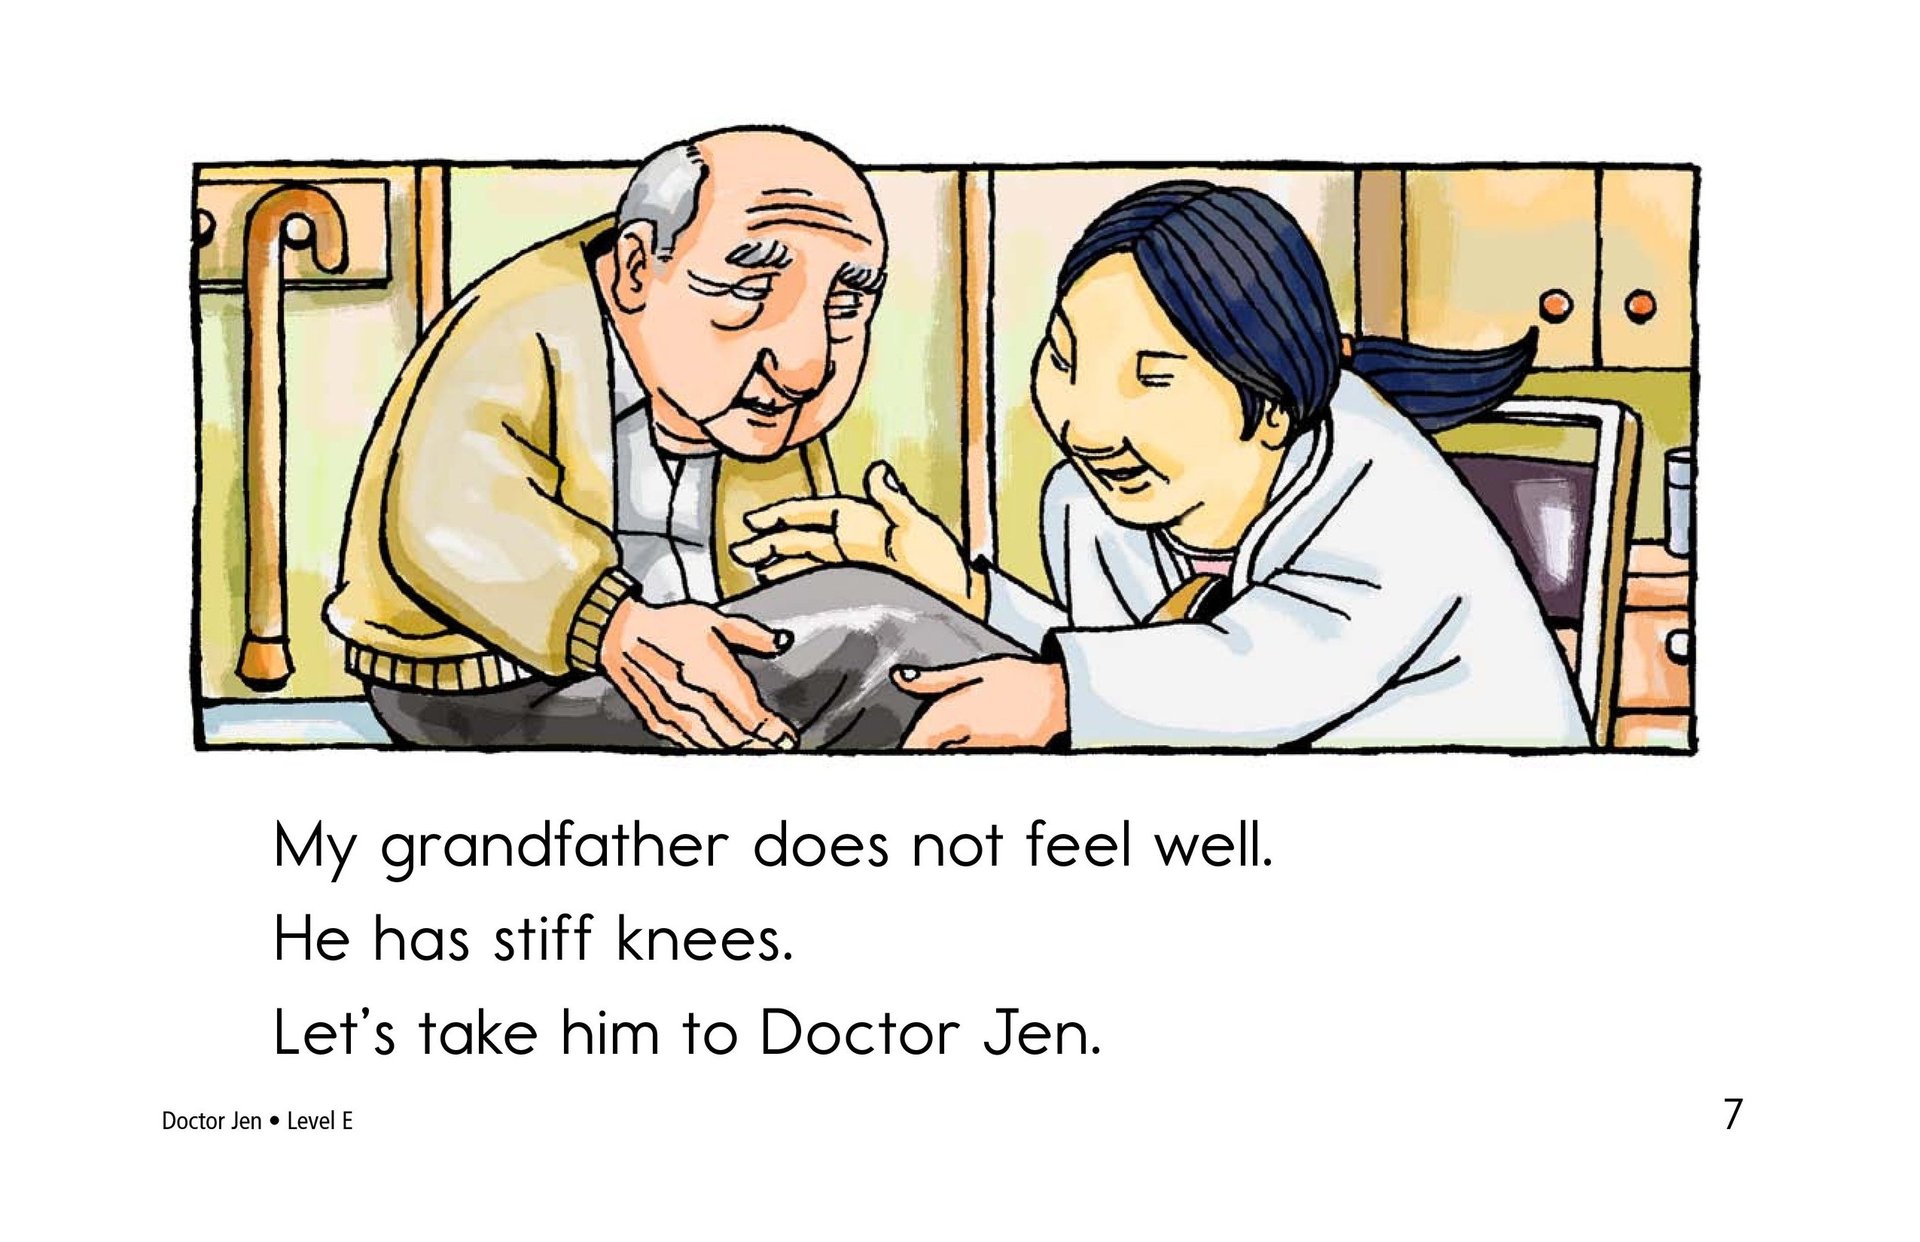 My grandfather does not feel well.
He has stiff knees.
Let's take him to Doctor Jen.
Doctor Jen • Level E
7